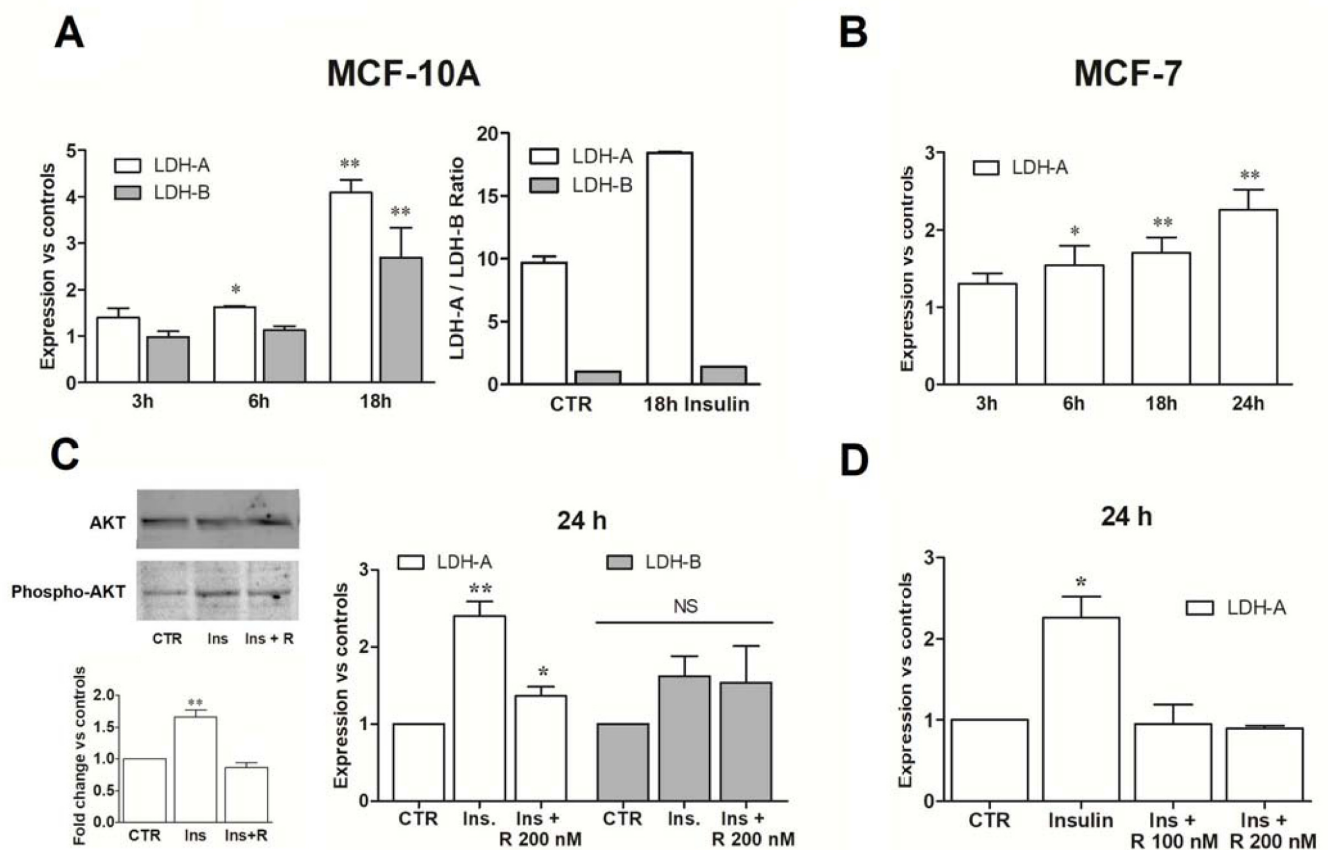 A
MCF-10A
Expression vs controls
5
4
3
2
1
0
LDH-A
LDH-B
**
**
*
3h 6h 18h
LDH-A / LDH-B Ratio
20
15
10
5
0
LDH-A
LDH-B
CTR 18h Insulin
B
MCF-7
Expression vs controls
3
2
1
0
LDH-A
*
**
**
3h 6h 18h 24h
C
AKT
Phospho-AKT
CTR Ins Ins + R
Fold change vs controls
2.0
1.5
1.0
0.5
0.0
**
CTR Ins Ins+R
24 h
Expression vs controls
3
2
1
0
LDH-A LDH-B
**
*
NS
CTR Ins. Ins + CTR Ins. Ins +
R 200 nM R 200 nM
D
24 h
Expression vs controls
3
2
1
0
*
LDH-A
CTR Insulin Ins + Ins +
R 100 nM R 200 nM